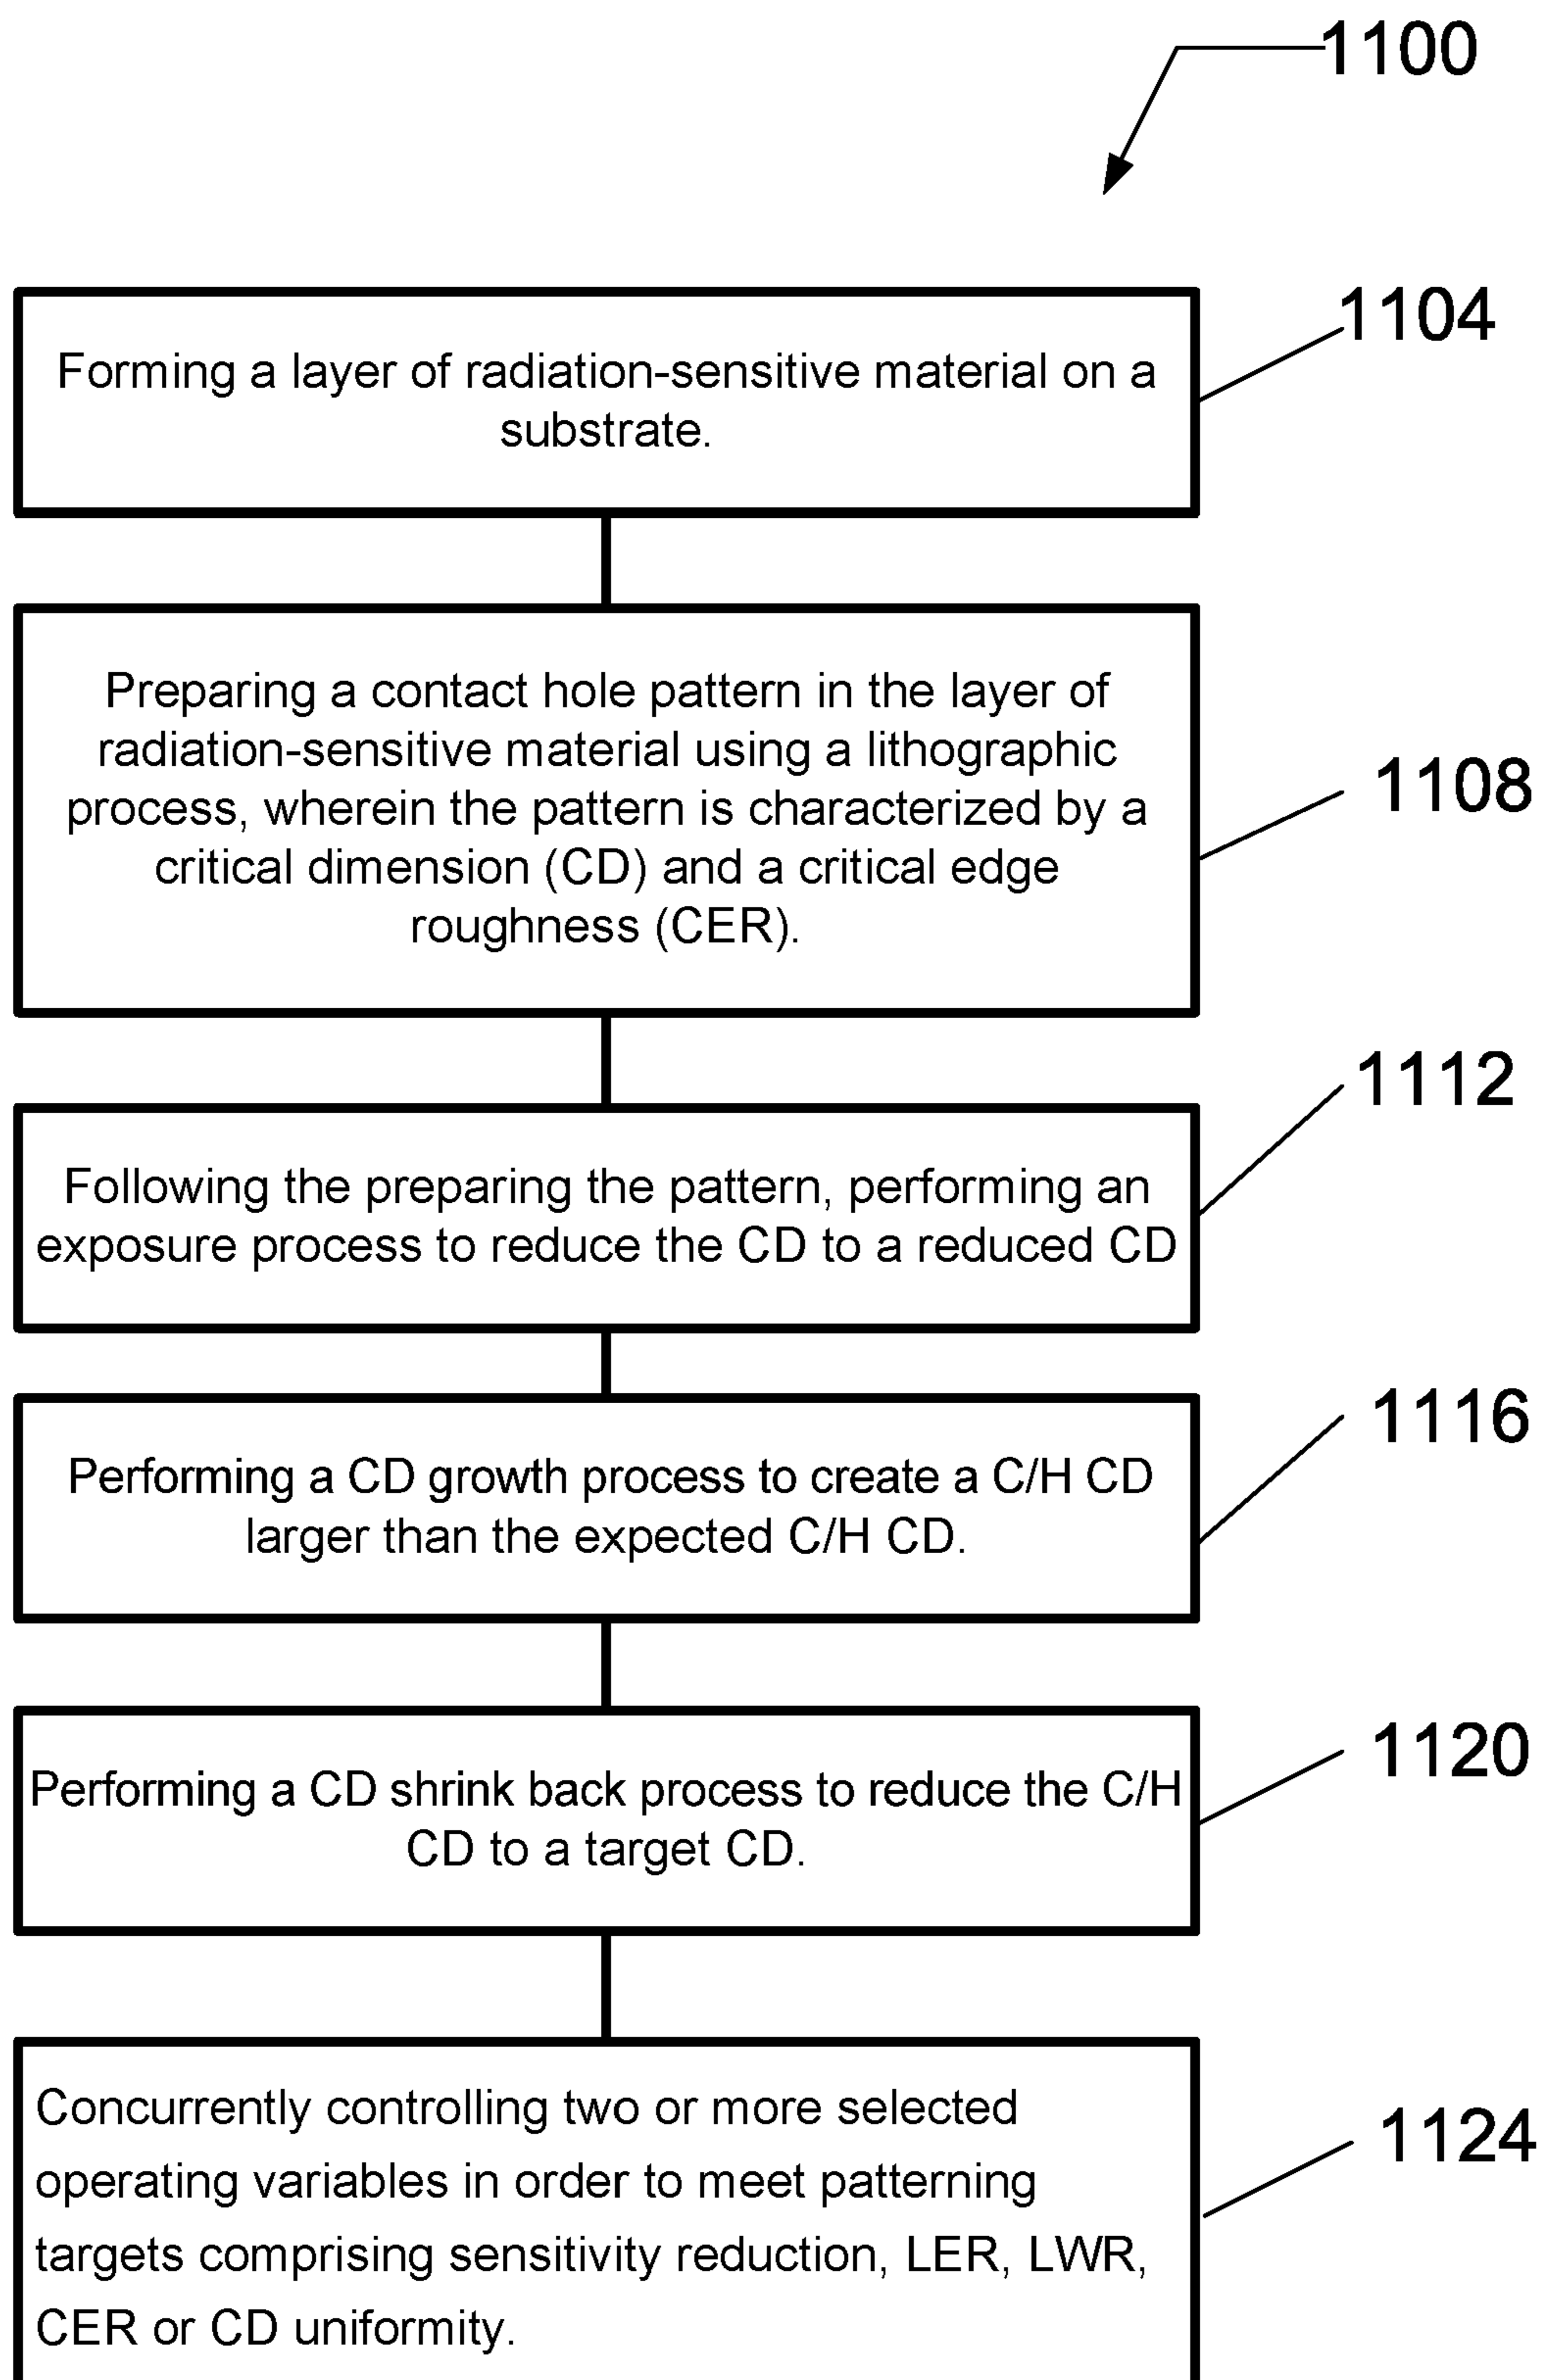 1100
Forming a layer of radiation-sensitive material on a
substrate.
1104
Preparing a contact hole pattern in the layer of
radiation-sensitive material using a lithographic
process, wherein the pattern is characterized by a
critical dimension (CD) and a critical edge
roughness (CER).
1108
Following the preparing the pattern, performing an
exposure process to reduce the CD to a reduced CD
1112
Performing a CD growth process to create a C/H CD
larger than the expected C/H CD.
1116
Performing a CD shrink back process to reduce the C/H
CD to a target CD.
1120
Concurrently controlling two or more selected
operating variables in order to meet patterning
targets comprising sensitivity reduction, LER, LWR,
CER or CD uniformity.
1124